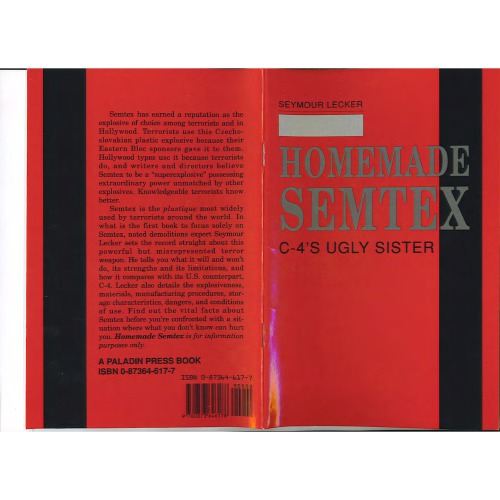 Semtex has earned a reputation as the
explosive of choice among terrorists and in
Hollywood. Terrorists use this Czecho-
slovakian plastic explosive because their
Eastern Bloc sponsors gave it to them.
Hollywood types use it because terrorists
do, and writers and directors believe
Semtex to be a "superexplosive" possessing
extraordinary power unmatched by other
explosives. Knowledgeable terrorists know
better.
Semtex is the plastique most widely
used by terrorists around the world. In
what is the first book to focus solely on
Semtex, noted demolitions expert Seymour
Lecker sets the record straight about this
powerful but misrepresented terror
weapon. He tells you what it will and won't
do, its strengths and its limitations, and
how it compares with its U.S. counterpart,
C-4. Lecker also details the explosiveness,
materials, manufacturing procedures, stor-
age characteristics, dangers, and conditions
of use. Find out the vital facts about
Semtex before you're confronted with a sit-
uation where what you don't know can hurt
you. Homemade Semtex is for information
purposes only.
A PALADIN PRESS BOOK
ISBN 0-87364-617-7
ISBN 0-87364-617-7
SEYMOUR LECKER
HOMEMADE
SEMTEX
C-4'S UGLY SISTER